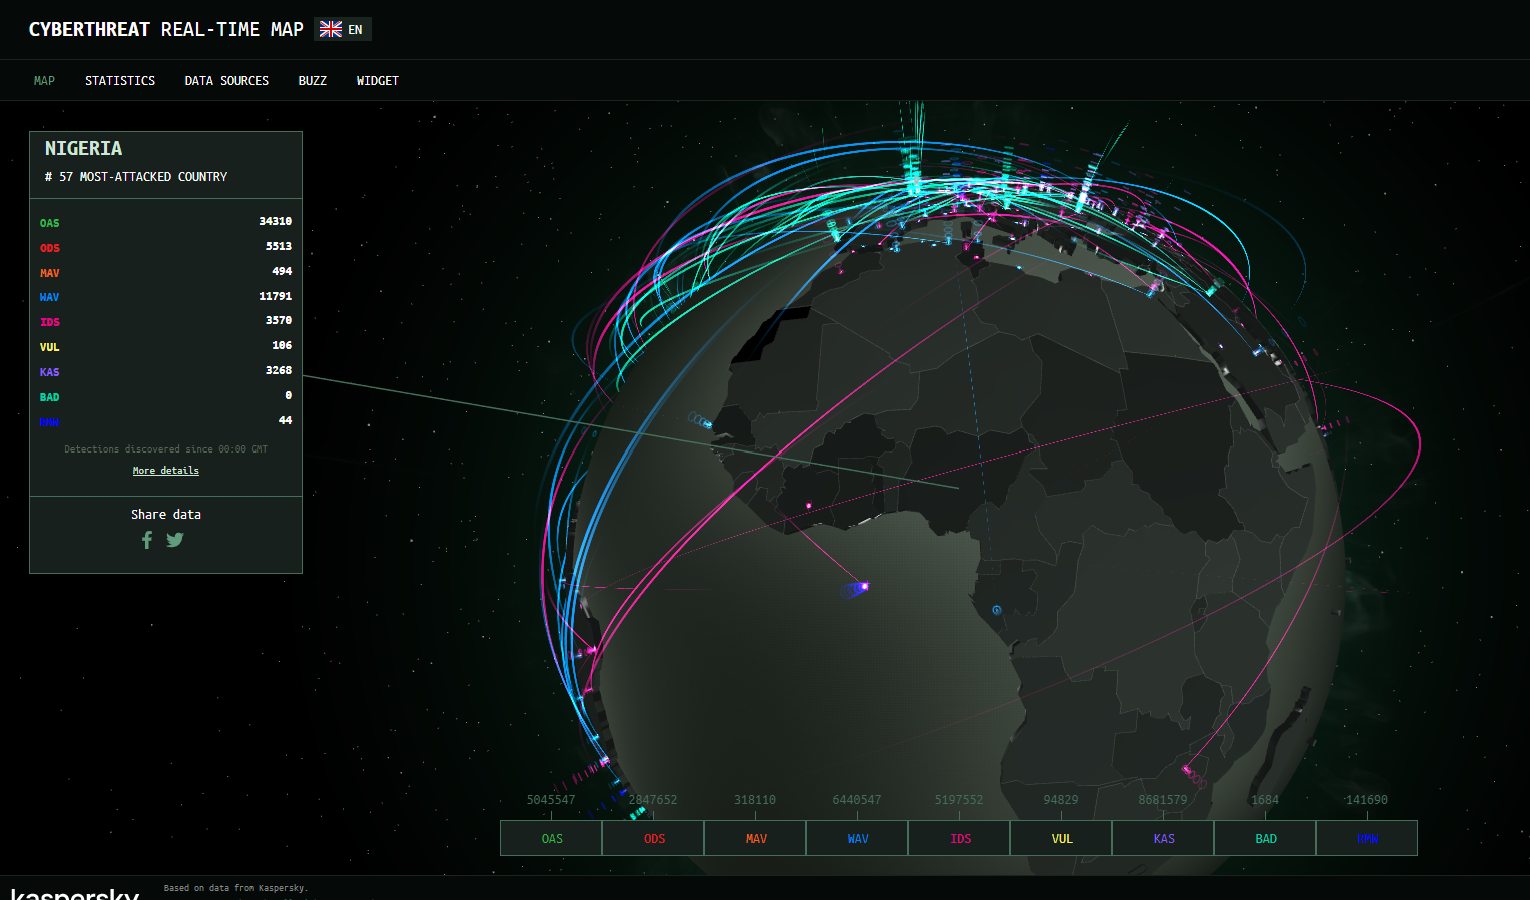 CYBERTHREAT REAL-TIME MAP EN
MAP STATISTICS DATA SOURCES BUZZ WIDGET
NIGERIA
# 57 MOST-ATTACKED COUNTRY
OAS 34310
ODS 5513
MAV 494
WAV 11791
IDS 3570
VUL 106
KAS 3268
BAD 0
RMW 44
Detections discovered since 00:00 GMT
More details
Share data
5045547 2847652 318110 6440547 5197552 94829 8681579 1684 141690
OAS ODS MAV WAV IDS VUL KAS BAD RMW
kaspersky Based on data from Kaspersky.